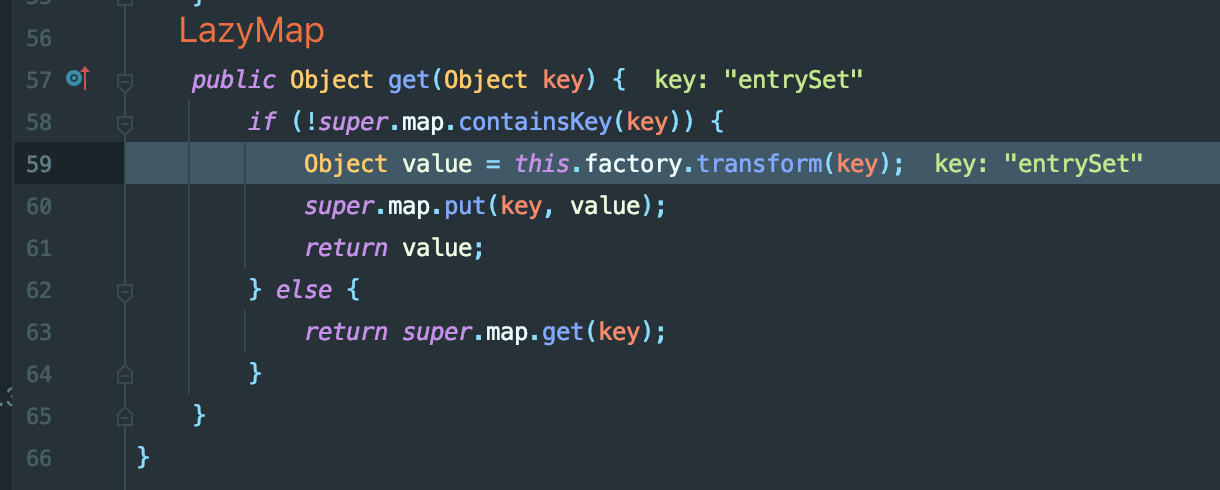 56
LazyMap
57 public Object get(Object key) { key: "entrySet"
58 if (!super.map.containsKey(key)) {
59 Object value = this.factory.transform(key); key: "entrySet"
60 super.map.put(key, value);
61 return value;
62 } else {
63 return super.map.get(key);
64 }
65 }
66 }